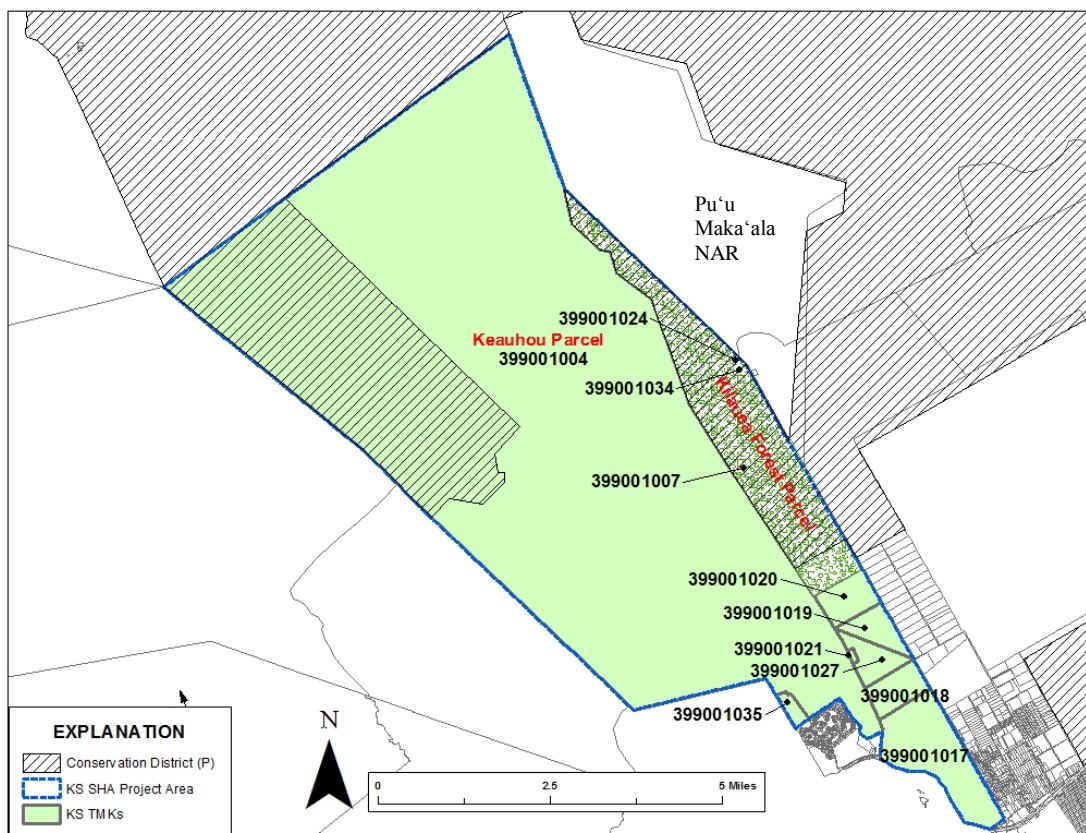 Pu‘u
Maka‘ala
NAR
399001024
Keauhou Parcel
399001004
399001034
Kilauea Forest Parcel
399001007
399001020
399001019
399001021
399001027
399001018
399001035
399001017
N
EXPLANATION
Conservation District (P)
KS SHA Project Area
KS TMKs
0 2.5 5 Miles